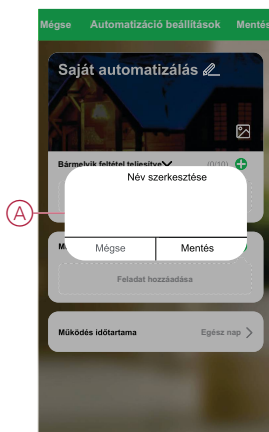 Mégse Automatizáció beállítások Mentés
Saját automatizálás
Bármelyik feltétel teljesítve (0/10)
Név szerkesztése
A
Mégse Mentés
Feladat hozzáadása
Működés időtartama Egész nap